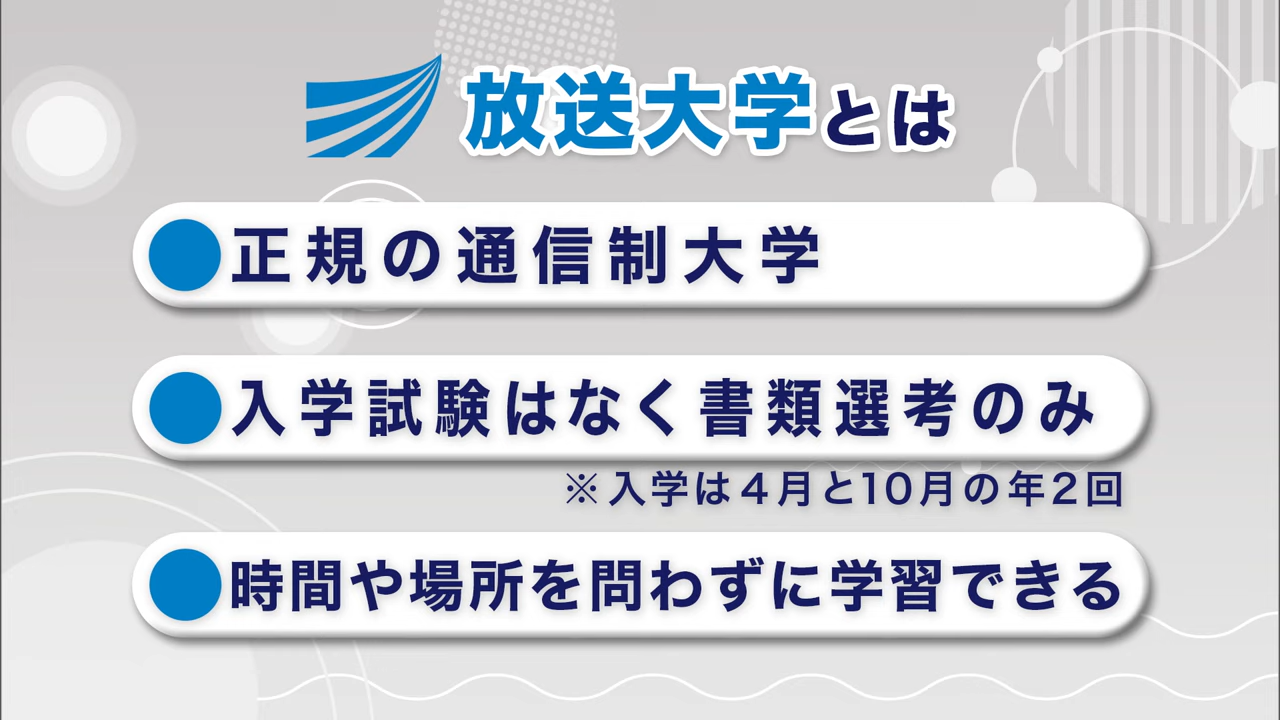 放送大学とは
正規の通信制大学
入学試験はなく書類選考のみ
※入学は4月と10月の年2回
時間や場所を問わずに学習できる